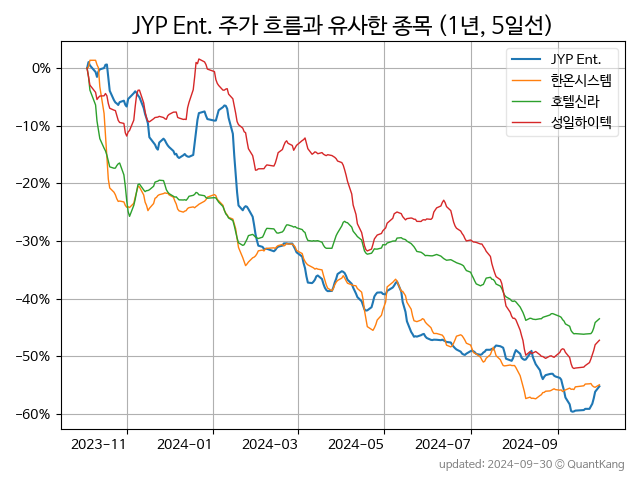 JYP Ent. 주가 흐름과 유사한 종목 (1년, 5일선)
JYP Ent.
한온시스템
호텔신라
성일하이텍
0%
−10%
−20%
−30%
−40%
−50%
−60%
2023-11
2024-01
2024-03
2024-05
2024-07
2024-09
updated: 2024-09-30 © QuantKang